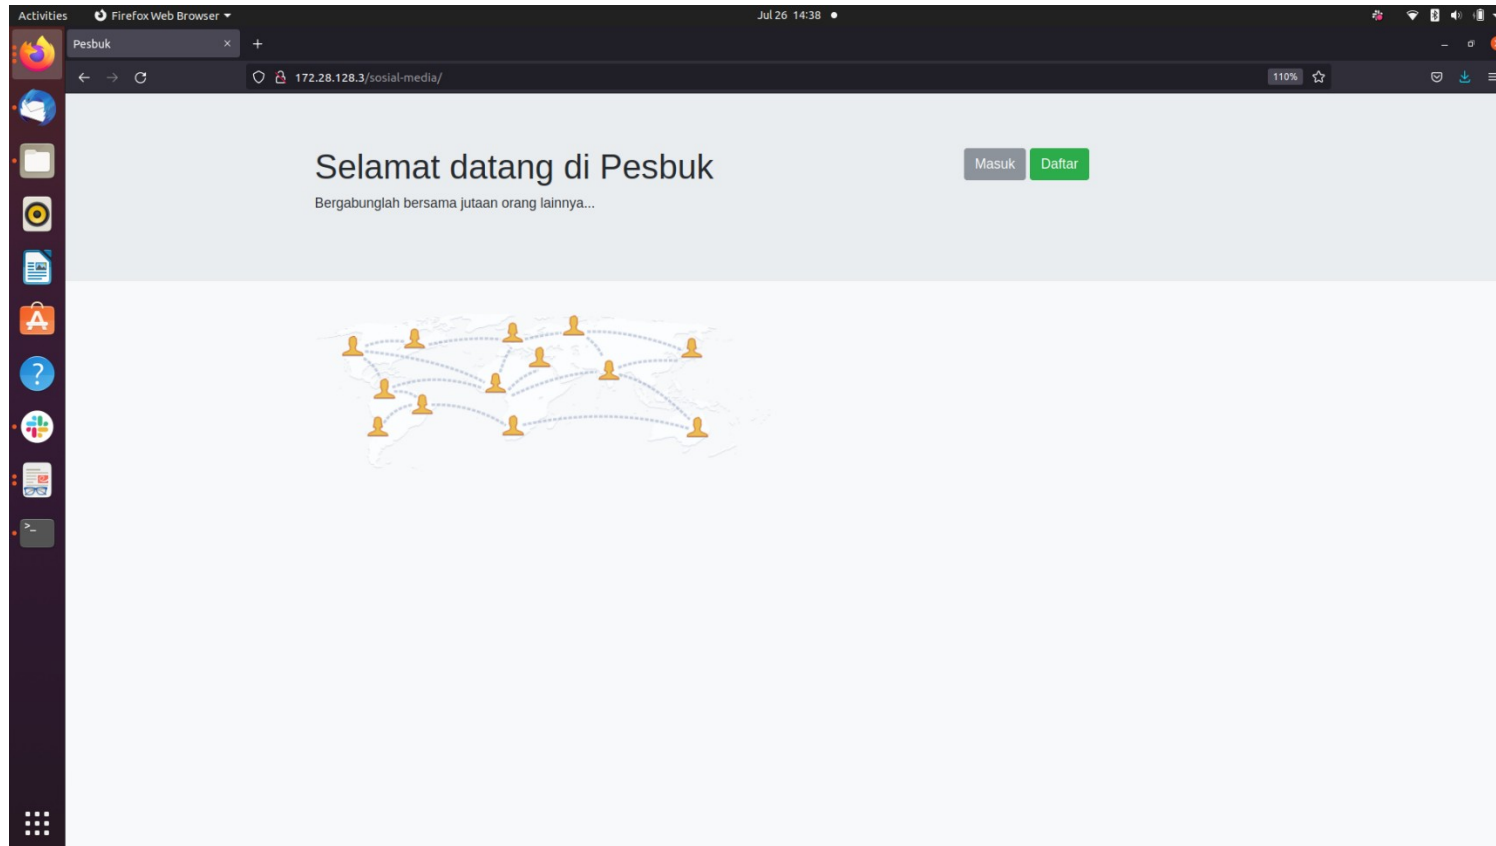 Activities Firefox Web Browser Jul 26 14:38
Pesbuk
172.28.128.3/sosial-media/ 110%
Selamat datang di Pesbuk Masuk Daftar
Bergabunglah bersama jutaan orang lainnya...